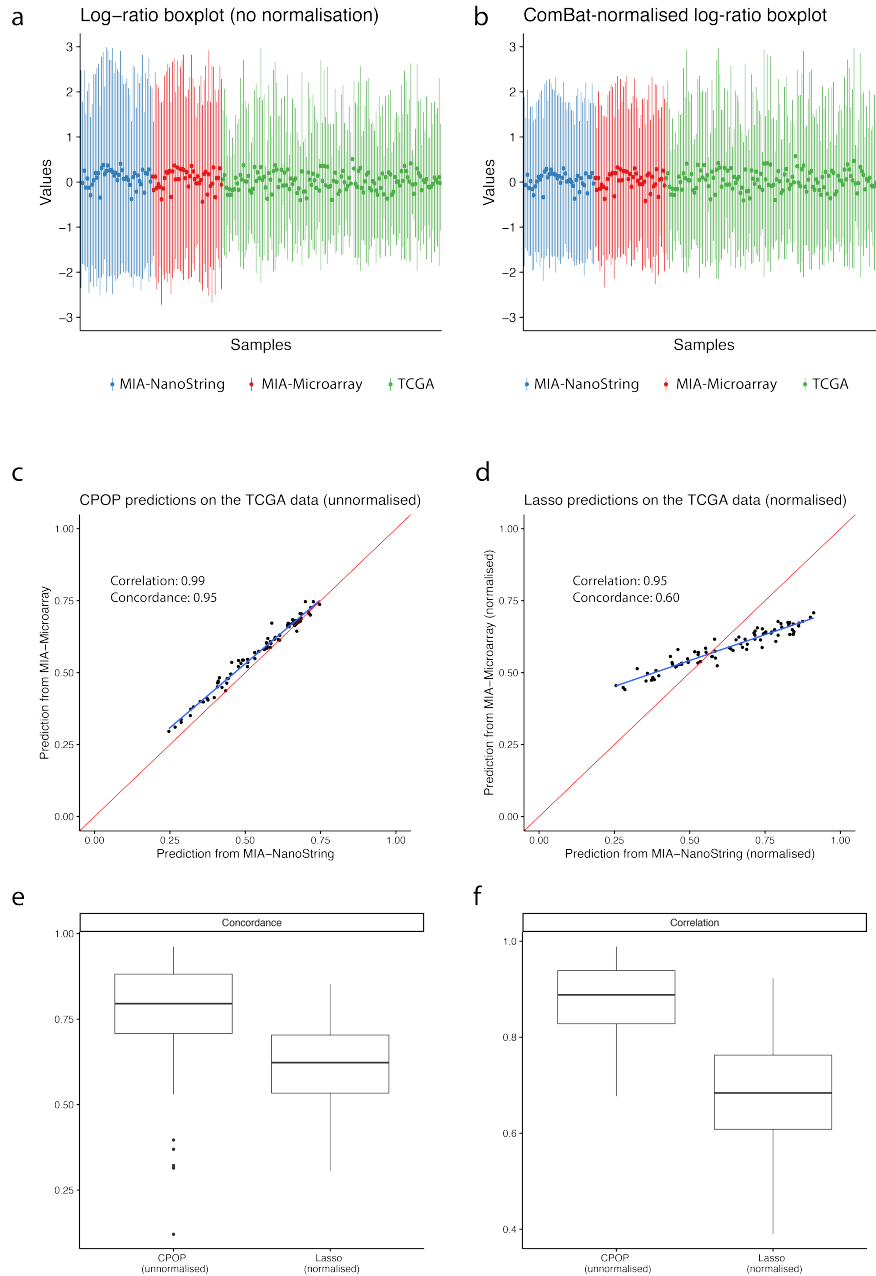 a
Log−ratio boxplot (no normalisation)
3
2
1
0
−1
−2
−3
Values
Samples
MIA-NanoString MIA-Microarray TCGA
b
ComBat-normalised log-ratio boxplot
3
2
1
0
−1
−2
−3
Values
Samples
MIA-NanoString MIA-Microarray TCGA
c
CPOP predictions on the TCGA data (unnormalised)
Correlation: 0.99
Concordance: 0.95
1.00
0.75
0.50
0.25
0.00
Prediction from MIA−Microarray
0.00 0.25 0.50 0.75 1.00
Prediction from MIA−NanoString
d
Lasso predictions on the TCGA data (normalised)
Correlation: 0.95
Concordance: 0.60
1.00
0.75
0.50
0.25
0.00
Prediction from MIA−Microarray (normalised)
0.00 0.25 0.50 0.75 1.00
Prediction from MIA−NanoString (normalised)
e
Concordance
1.00
0.75
0.50
0.25
CPOP
(unnormalised)
Lasso
(normalised)
f
Correlation
1.0
0.8
0.6
0.4
CPOP
(unnormalised)
Lasso
(normalised)